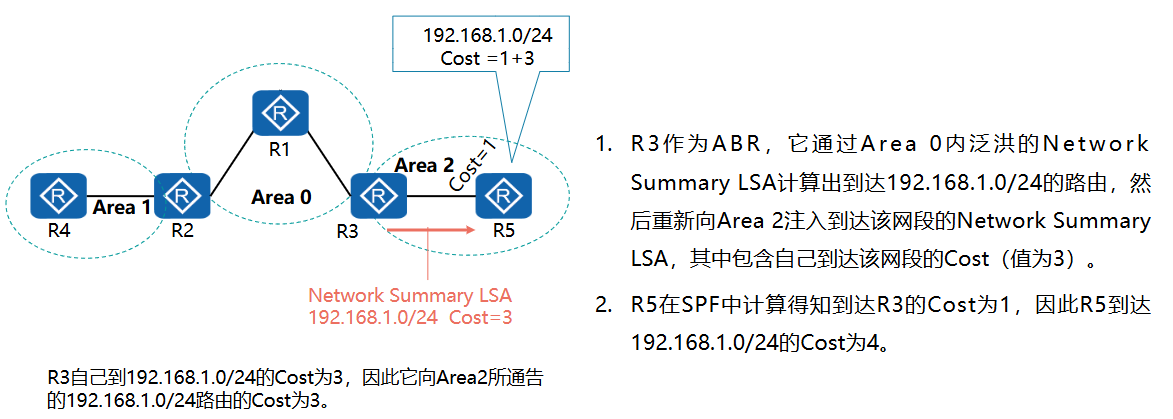 192.168.1.0/24
Cost =1+3
R
R1
Area 2
Cost=1
R
Area 1
R
Area 0
R
R
R4
R2
R3
R5
Network Summary LSA
192.168.1.0/24 Cost=3
R3自己到192.168.1.0/24的Cost为3，因此它向Area2所通告
的192.168.1.0/24路由的Cost为3。
1. R3作为ABR，它通过Area 0内泛洪的Network
Summary LSA计算出到达192.168.1.0/24的路由，然
后重新向Area 2注入到达该网段的Network Summary
LSA，其中包含自己到达该网段的Cost（值为3）。
2. R5在SPF中计算得知到达R3的Cost为1，因此R5到达
192.168.1.0/24的Cost为4。